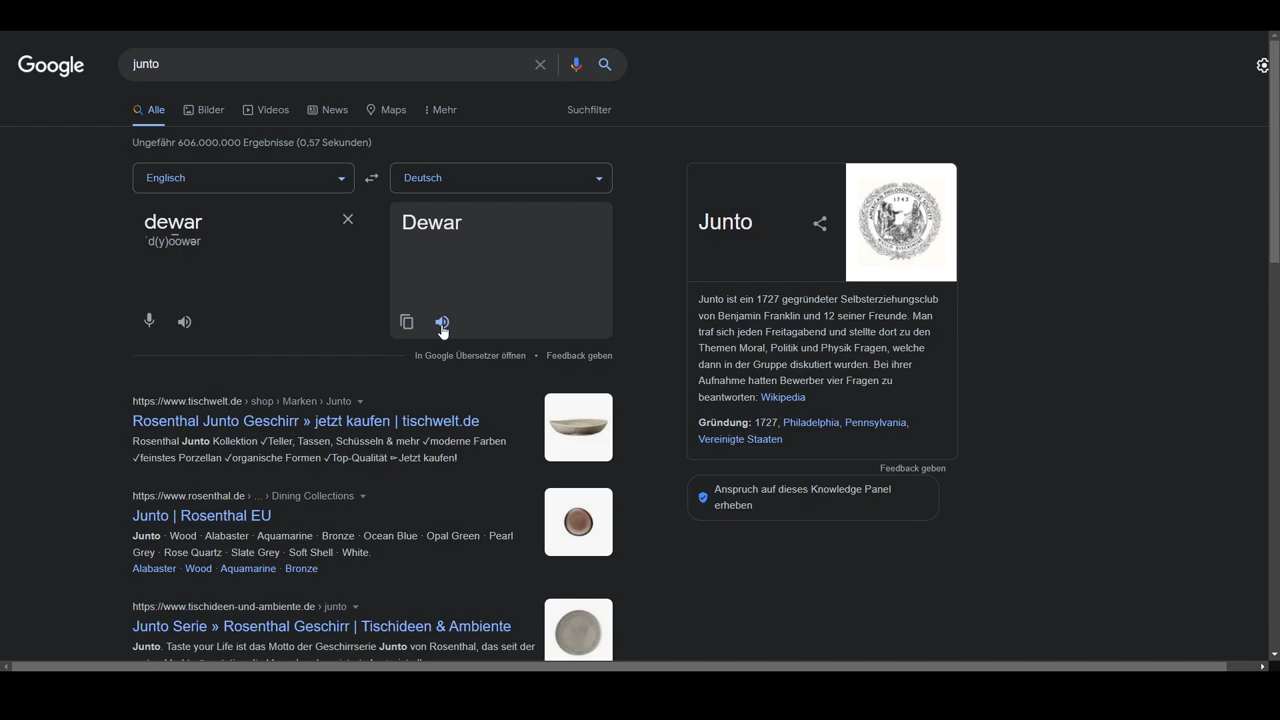 Google
junto
Alle
Bilder
Videos
News
Maps
Mehr
Suchfilter
Ungefähr 606.000.000 Ergebnisse (0,57 Sekunden)
Englisch
Deutsch
dewar
ˈd(y)o͞owər
Dewar
In Google Übersetzer öffnen • Feedback geben
https://www.tischwelt.de › shop › Marken › Junto
Rosenthal Junto Geschirr » jetzt kaufen | tischwelt.de
Rosenthal Junto Kollektion ✓Teller, Tassen, Schüsseln & mehr ✓moderne Farben
✓feinstes Porzellan ✓organische Formen ✓Top-Qualität ➨Jetzt kaufen!
https://www.rosenthal.de › ... › Dining Collections
Junto | Rosenthal EU
Junto · Wood · Alabaster · Aquamarine · Bronze · Ocean Blue · Opal Green · Pearl
Grey · Rose Quartz · Slate Grey · Soft Shell · White.
Alabaster · Wood · Aquamarine · Bronze
https://www.tischideen-und-ambiente.de › junto
Junto Serie » Rosenthal Geschirr | Tischideen & Ambiente
Junto. Taste your Life ist das Motto der Geschirrserie Junto von Rosenthal, das seit der
Junto
1743
Junto ist ein 1727 gegründeter Selbsterziehungsclub
von Benjamin Franklin und 12 seiner Freunde. Man
traf sich jeden Freitagabend und stellte dort zu den
Themen Moral, Politik und Physik Fragen, welche
dann in der Gruppe diskutiert wurden. Bei ihrer
Aufnahme hatten Bewerber vier Fragen zu
beantworten: Wikipedia
Gründung: 1727, Philadelphia, Pennsylvania,
Vereinigte Staaten
Feedback geben
Anspruch auf dieses Knowledge Panel
erheben